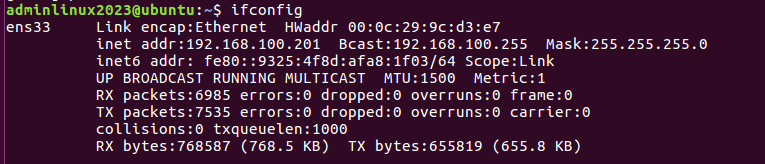 adminlinux2023@ubuntu:~$ ifconfig
ens33     Link encap:Ethernet  HWaddr 00:0c:29:9c:d3:e7
          inet addr:192.168.100.201  Bcast:192.168.100.255  Mask:255.255.255.0
          inet6 addr: fe80::9325:4f8d:afa8:1f03/64 Scope:Link
          UP BROADCAST RUNNING MULTICAST  MTU:1500  Metric:1
          RX packets:6985 errors:0 dropped:0 overruns:0 frame:0
          TX packets:7535 errors:0 dropped:0 overruns:0 carrier:0
          collisions:0 txqueuelen:1000
          RX bytes:768587 (768.5 KB)  TX bytes:655819 (655.8 KB)